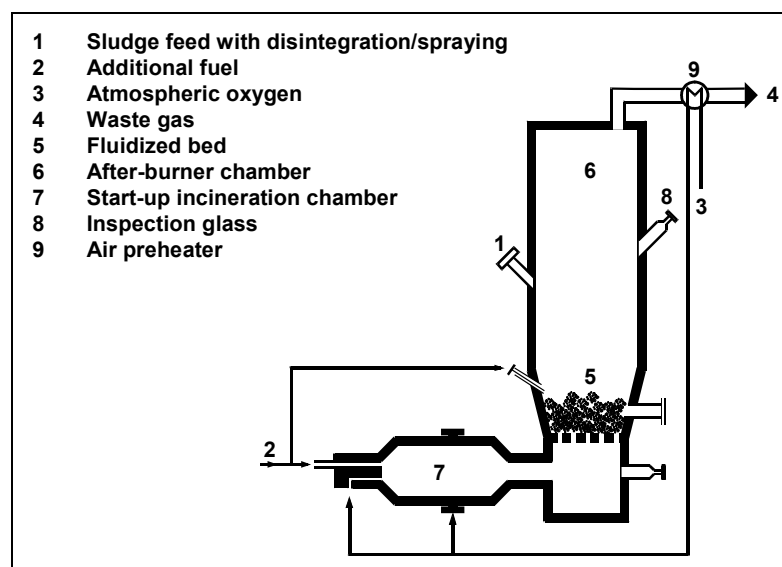 1 Sludge feed with disintegration/spraying
2 Additional fuel
3 Atmospheric oxygen
4 Waste gas
5 Fluidized bed
6 After-burner chamber
7 Start-up incineration chamber
8 Inspection glass
9 Air preheater
9
4
6
8
3
1
5
2
7